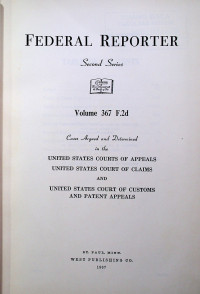 FEDERAL REPORTER
Second Series
Volume 367 F.2d
Cases Argued and Determined
in the
UNITED STATES COURTS OF APPEALS
UNITED STATES COURT OF CLAIMS
AND
UNITED STATES COURT OF CUSTOMS
AND PATENT APPEALS
ST. PAUL, MINN.
WEST PUBLISHING CO.
1967